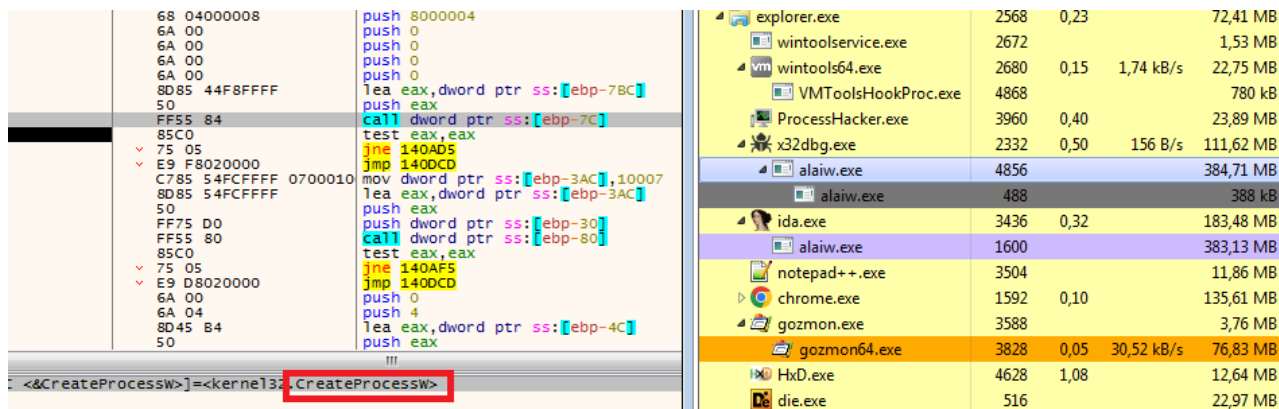 68 04000008 push 8000004
6A 00 push 0
6A 00 push 0
6A 00 push 0
6A 00 push 0
8D85 44F8FFFF lea eax,dword ptr ss:[ebp-7BC]
50 push eax
FF55 84 call dword ptr ss:[ebp-7C]
85C0 test eax,eax
75 05 jne 140AD5
E9 F8020000 jmp 140DCD
C785 54FCFFFF 0700010 mov dword ptr ss:[ebp-3AC],10007
8D85 54FCFFFF lea eax,dword ptr ss:[ebp-3AC]
50 push eax
FF75 D0 push dword ptr ss:[ebp-30]
FF55 80 call dword ptr ss:[ebp-80]
85C0 test eax,eax
75 05 jne 140AF5
E9 D8020000 jmp 140DCD
6A 00 push 0
6A 04 push 4
8D45 B4 lea eax,dword ptr ss:[ebp-4C]
50 push eax
<&CreateProcessW>]=<kernel32.CreateProcessW>
explorer.exe 2568 0,23 72,41 MB
wintoolservice.exe 2672 1,53 MB
vm wintools64.exe 2680 0,15 1,74 kB/s 22,75 MB
VMToolsHookProc.exe 4868 780 kB
ProcessHacker.exe 3960 0,40 23,89 MB
x32dbg.exe 2332 0,50 156 B/s 111,62 MB
alaiw.exe 4856 384,71 MB
alaiw.exe 488 388 kB
ida.exe 3436 0,32 183,48 MB
alaiw.exe 1600 383,13 MB
notepad++.exe 3504 11,86 MB
chrome.exe 1592 0,10 135,61 MB
gozmon.exe 3588 3,76 MB
gozmon64.exe 3828 0,05 30,52 kB/s 76,83 MB
HxD.exe 4628 1,08 12,64 MB
die.exe 516 22,97 MB